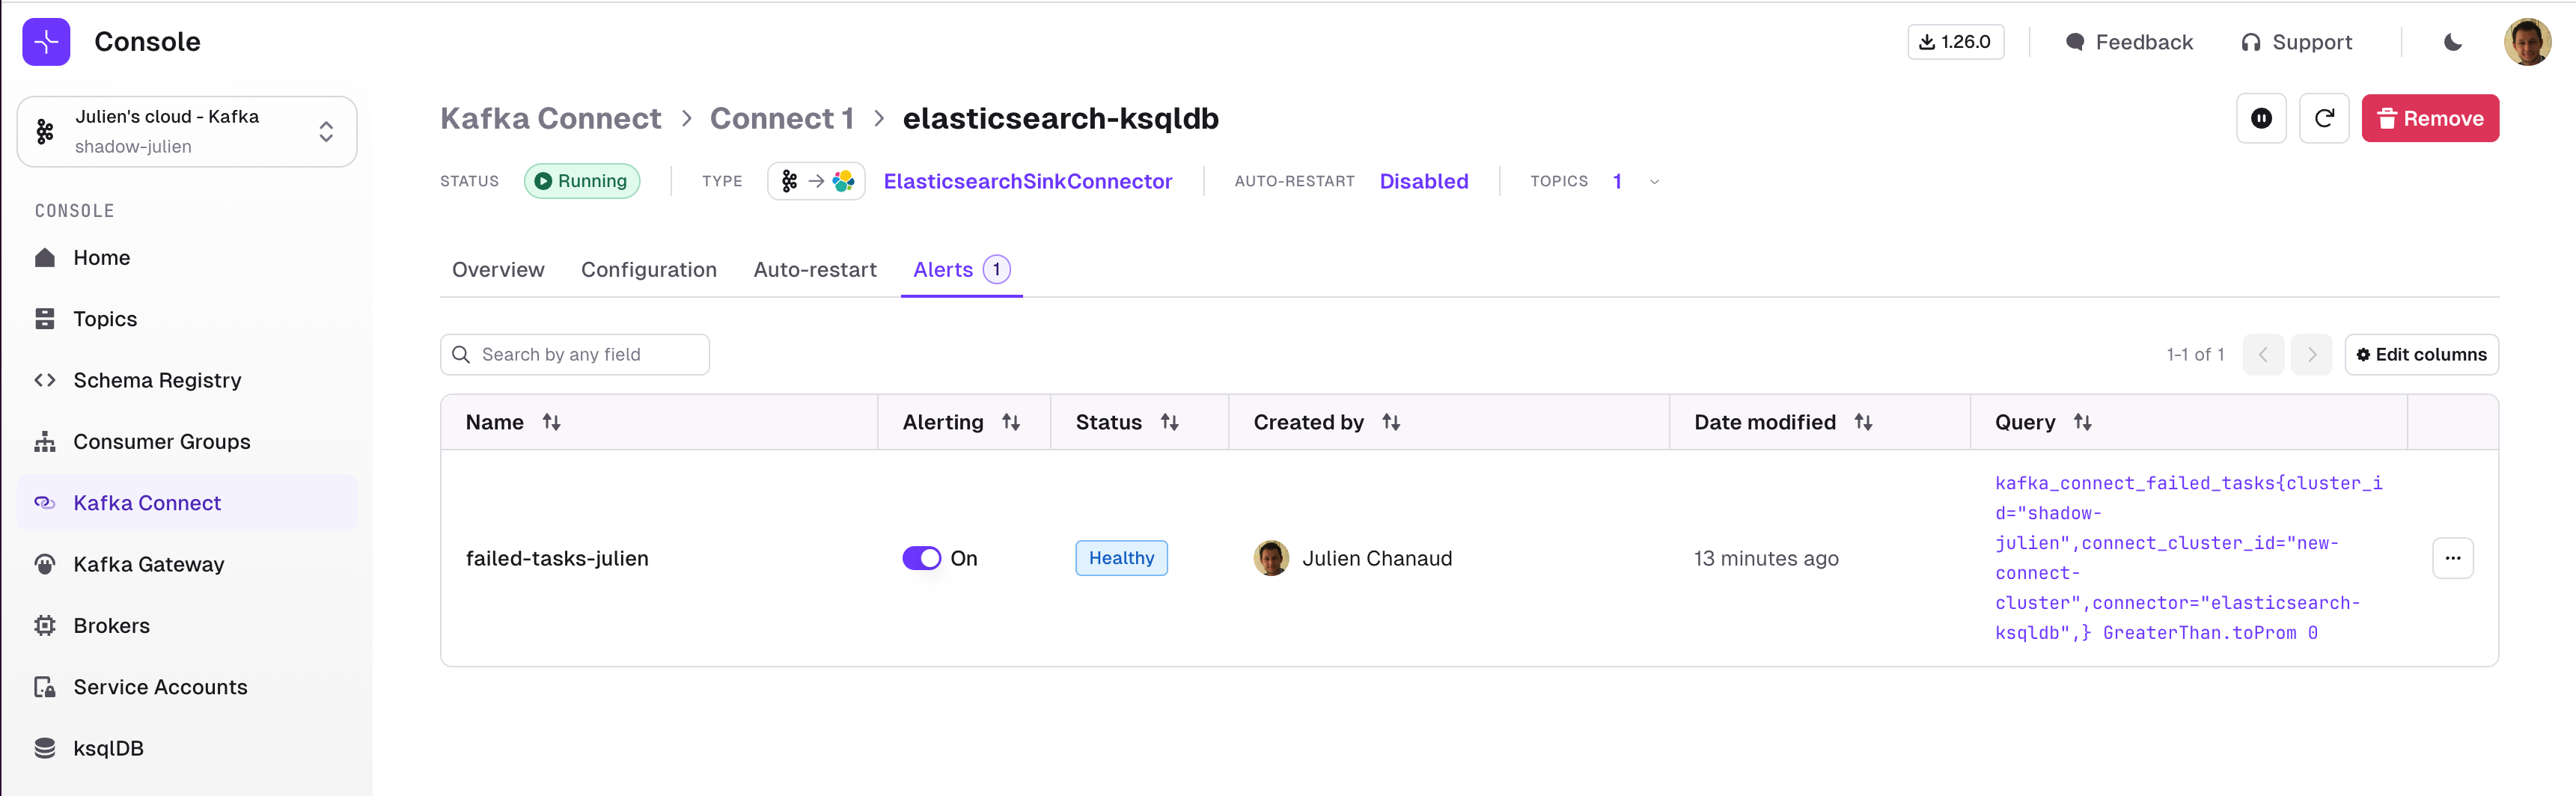 Console
1.26.0
Feedback
Support
Julien's cloud - Kafka
shadow-julien
CONSOLE
Home
Topics
Schema Registry
Consumer Groups
Kafka Connect
Kafka Gateway
Brokers
Service Accounts
ksqlDB
Kafka Connect > Connect 1 > elasticsearch-ksqldb
Remove
STATUS Running TYPE ElasticsearchSinkConnector AUTO-RESTART Disabled TOPICS 1
Overview Configuration Auto-restart Alerts 1
Search by any field
1-1 of 1
Edit columns
Name Alerting Status Created by Date modified Query
failed-tasks-julien On Healthy Julien Chanaud 13 minutes ago
kafka_connect_failed_tasks{cluster_i
d="shadow-
julien",connect_cluster_id="new-
connect-
cluster",connector="elasticsearch-
ksqldb",} GreaterThan.toProm 0